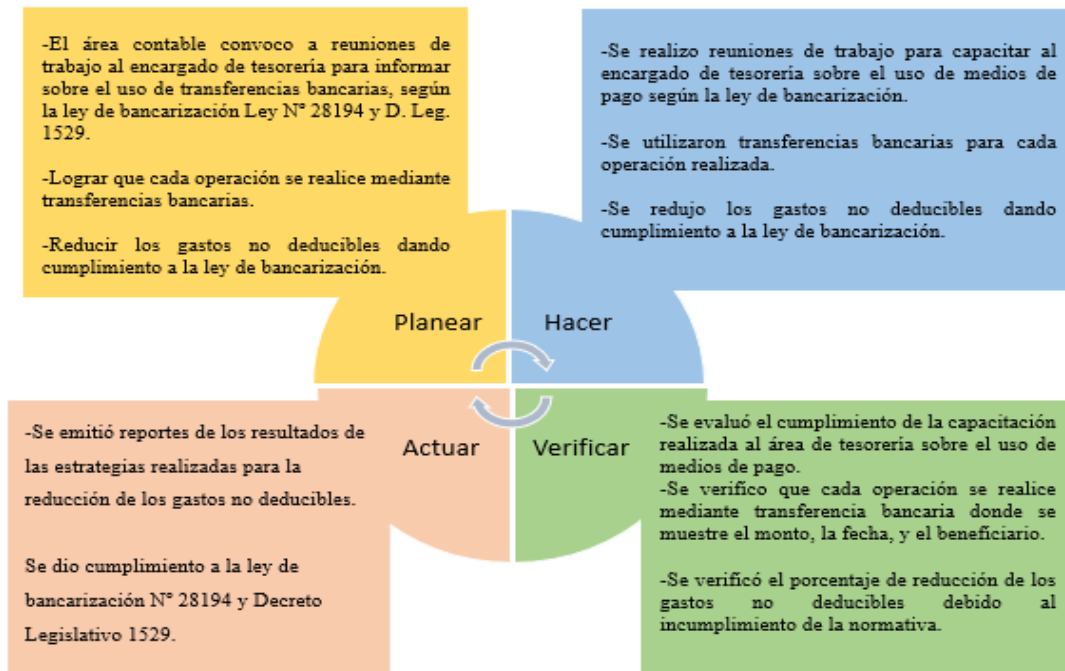 -El área contable convoco a reuniones de
trabajo al encargado de tesorería para informar
sobre el uso de transferencias bancarias, según
la ley de bancarización Ley N° 28194 y D. Leg.
1529.
-Lograr que cada operación se realice mediante
transferencias bancarias.
-Reducir los gastos no deducibles dando
cumplimiento a la ley de bancarización.
Planear
-Se realizo reuniones de trabajo para capacitar al
encargado de tesorería sobre el uso de medios de
pago según la ley de bancarización.
-Se utilizaron transferencias bancarias para cada
operación realizada.
-Se redujo los gastos no deducibles dando
cumplimiento a la ley de bancarización.
Hacer
-Se emitió reportes de los resultados de
las estrategias realizadas para la
reducción de los gastos no deducibles.
Se dio cumplimiento a la ley de
bancarización N° 28194 y Decreto
Legislativo 1529.
Actuar
Verificar
-Se evaluó el cumplimiento de la capacitación
realizada al área de tesorería sobre el uso de
medios de pago.
-Se verifico que cada operación se realice
mediante transferencia bancaria donde se
muestre el monto, la fecha, y el beneficiario.
-Se verificó el porcentaje de reducción de los
gastos no deducibles debido al
incumplimiento de la normativa.